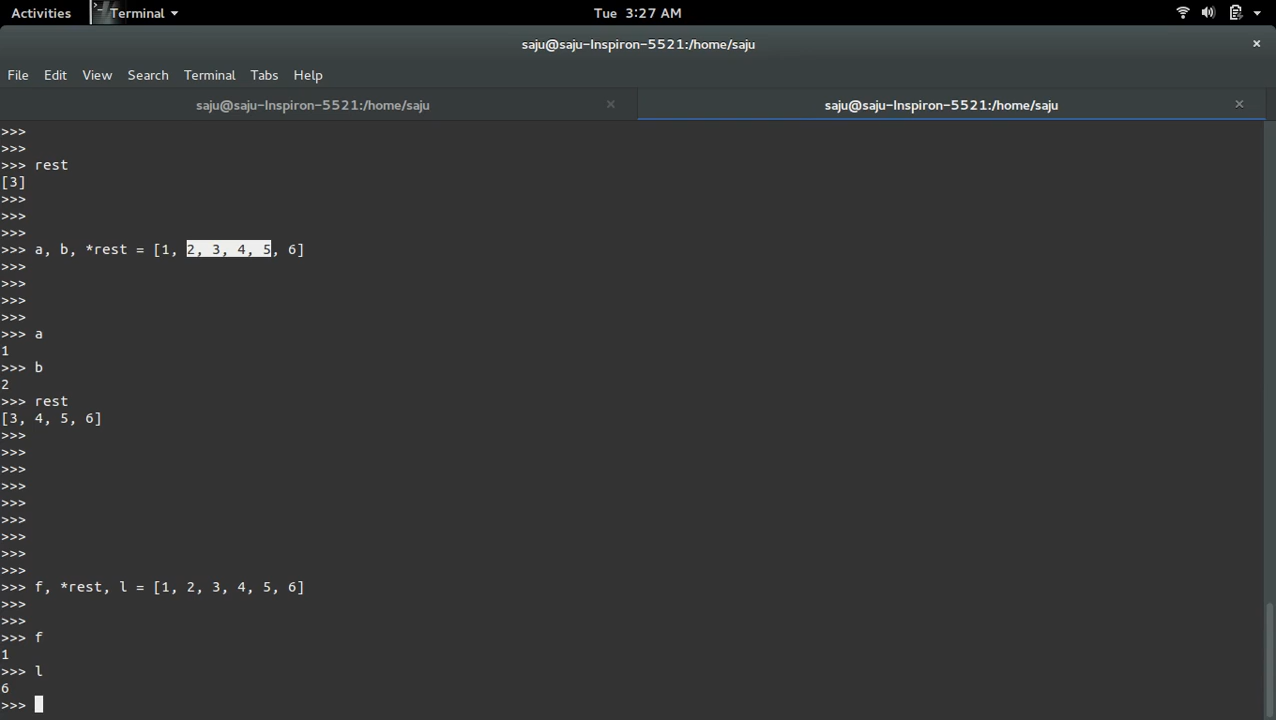 Activities Terminal Tue 3:27 AM
saju@saju-Inspiron-5521:/home/saju
File Edit View Search Terminal Tabs Help
saju@saju-Inspiron-5521:/home/saju saju@saju-Inspiron-5521:/home/saju
>>>
>>>
>>> rest
[3]
>>>
>>>
>>>
>>> a, b, *rest = [1, 2, 3, 4, 5, 6]
>>>
>>>
>>>
>>>
>>> a
1
>>> b
2
>>> rest
[3, 4, 5, 6]
>>>
>>>
>>>
>>>
>>>
>>>
>>>
>>>
>>>
>>> f, *rest, l = [1, 2, 3, 4, 5, 6]
>>>
>>>
>>> f
1
>>> l
6
>>>